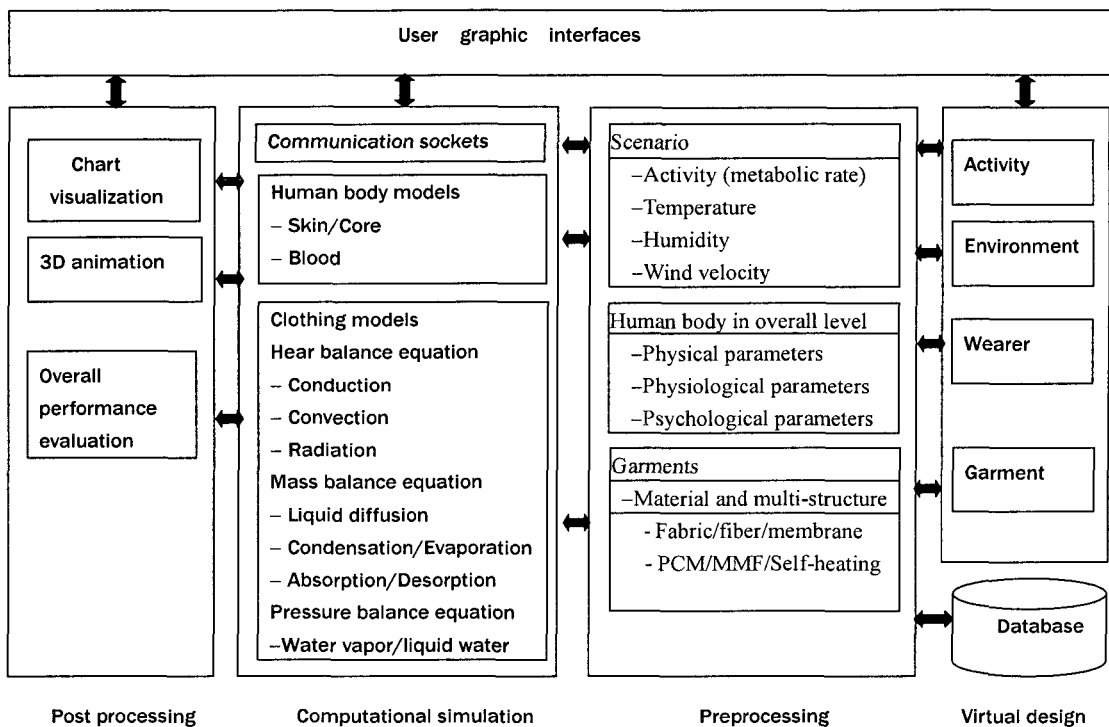 User graphic interfaces
Chart
visualization
3D animation
Overall
performance
evaluation
Post processing
Communication sockets
Human body models
– Skin/Core
– Blood
Clothing models
Hear balance equation
– Conduction
– Convection
– Radiation
Mass balance equation
– Liquid diffusion
– Condensation/Evaporation
– Absorption/Desorption
Pressure balance equation
–Water vapor/liquid water
Computational simulation
Scenario
–Activity (metabolic rate)
–Temperature
–Humidity
–Wind velocity
Human body in overall level
–Physical parameters
–Physiological parameters
–Psychological parameters
Garments
–Material and multi-structure
- Fabric/fiber/membrane
- PCM/MMF/Self-heating
Preprocessing
Activity
Environment
Wearer
Garment
Database
Virtual design